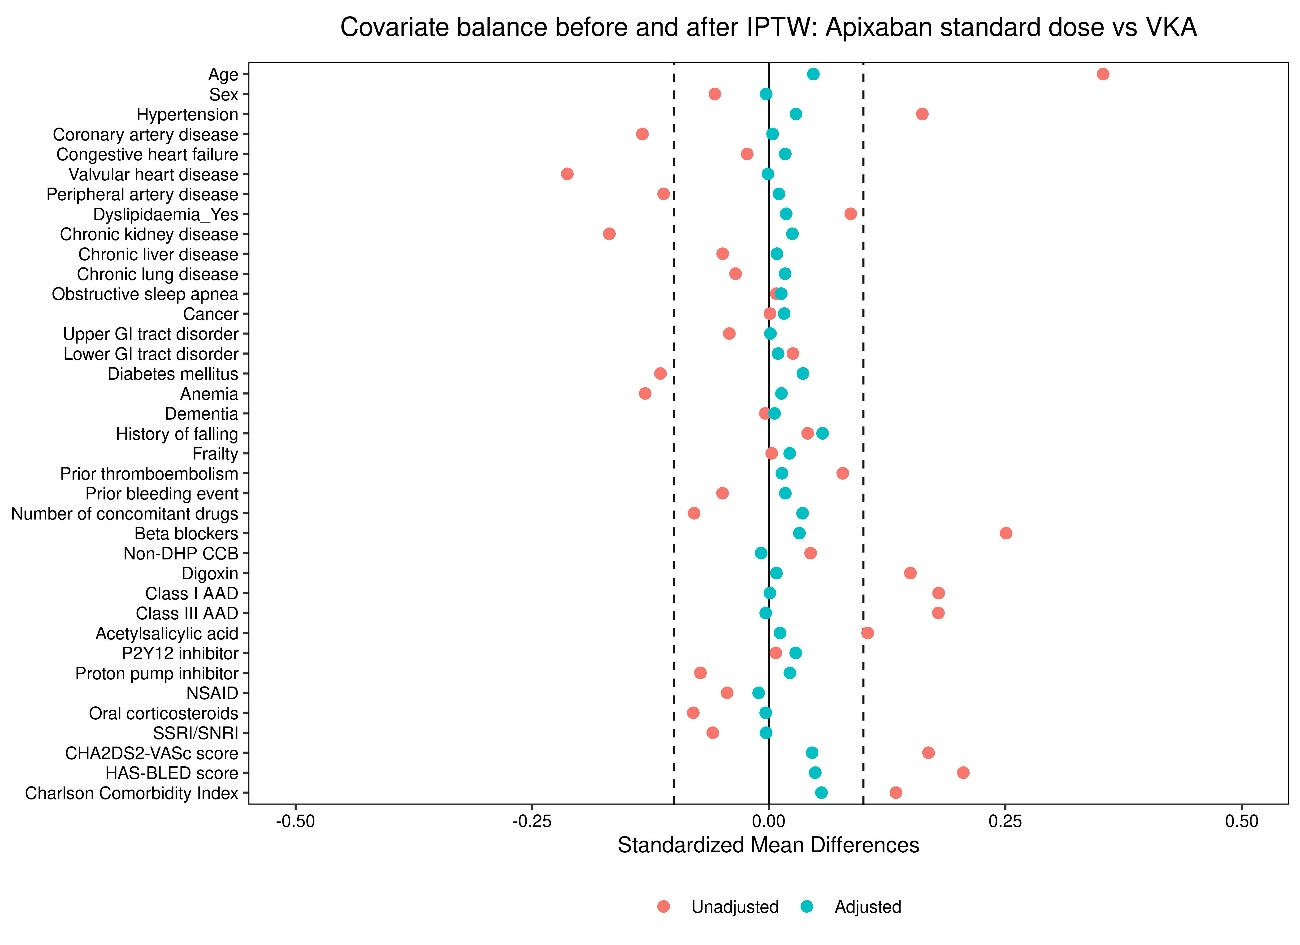 Covariate balance before and after IPTW: Apixaban standard dose vs VKA
Age
Sex
Hypertension
Coronary artery disease
Congestive heart failure
Valvular heart disease
Peripheral artery disease
Dyslipidaemia_Yes
Chronic kidney disease
Chronic liver disease
Chronic lung disease
Obstructive sleep apnea
Cancer
Upper GI tract disorder
Lower GI tract disorder
Diabetes mellitus
Anemia
Dementia
History of falling
Frailty
Prior thromboembolism
Prior bleeding event
Number of concomitant drugs
Beta blockers
Non-DHP CCB
Digoxin
Class I AAD
Class III AAD
Acetylsalicylic acid
P2Y12 inhibitor
Proton pump inhibitor
NSAID
Oral corticosteroids
SSRI/SNRI
CHA2DS2-VASc score
HAS-BLED score
Charlson Comorbidity Index
-0.50 -0.25 0.00 0.25 0.50
Standardized Mean Differences
Unadjusted Adjusted